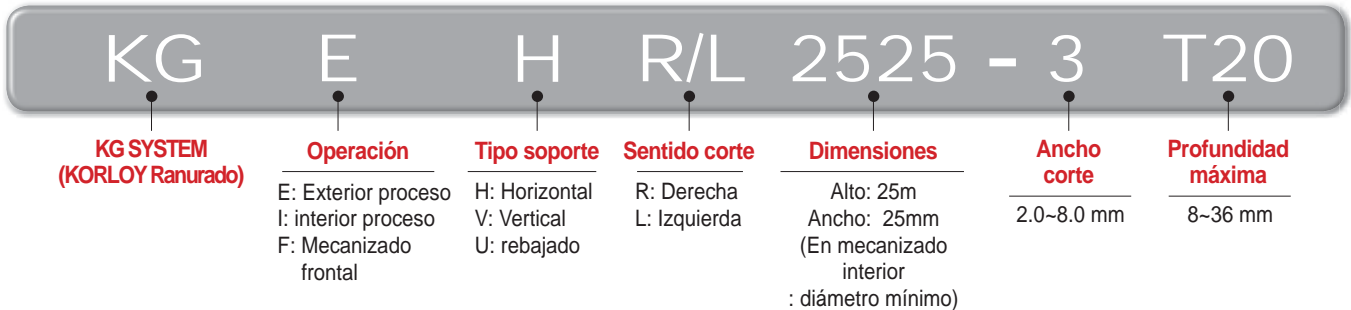 KG E H R/L 2525 - 3 T20
KG SYSTEM
(KORLOY Ranurado)
Operación
E: Exterior proceso
I: interior proceso
F: Mecanizado
frontal
Tipo soporte
H: Horizontal
V: Vertical
U: rebajado
Sentido corte
R: Derecha
L: Izquierda
Dimensiones
Alto: 25m
Ancho: 25mm
(En mecanizado
interior
: diámetro mínimo)
Ancho
corte
2.0~8.0 mm
Profundidad
máxima
8~36 mm